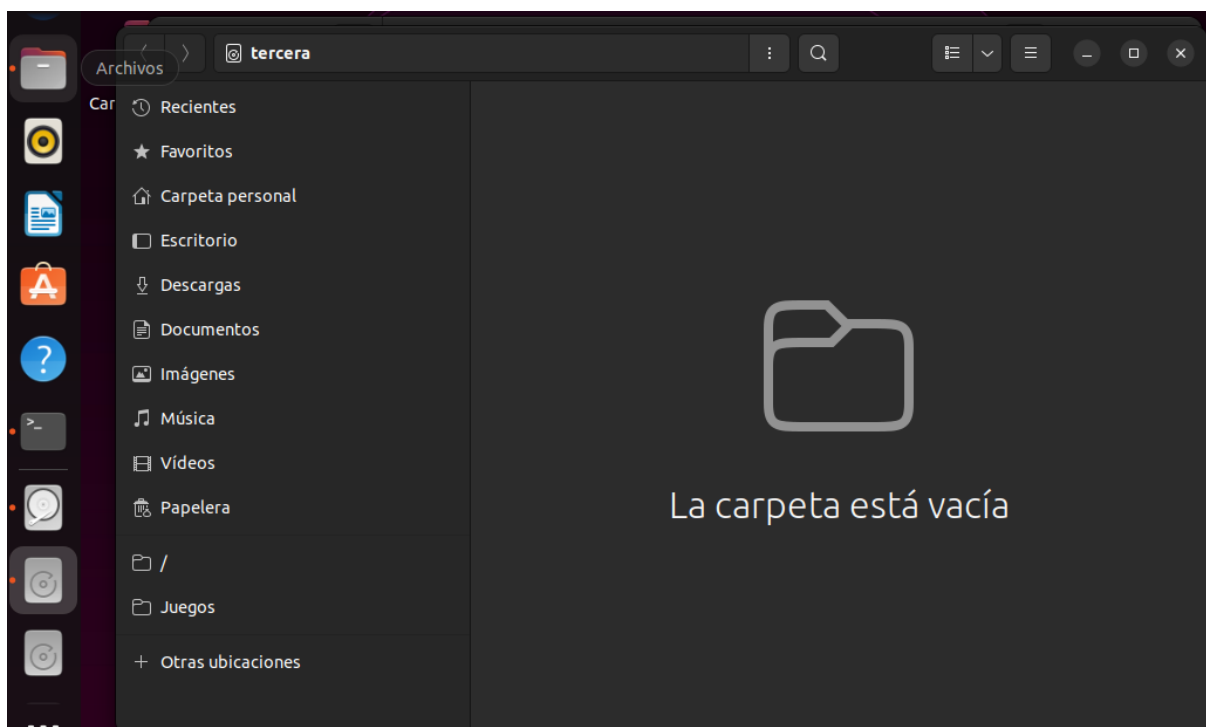 tercera
Archivos
Car
Recientes
Favoritos
Carpeta personal
Escritorio
Descargas
Documentos
Imágenes
Música
Vídeos
Papelera
/
Juegos
+ Otras ubicaciones
La carpeta está vacía